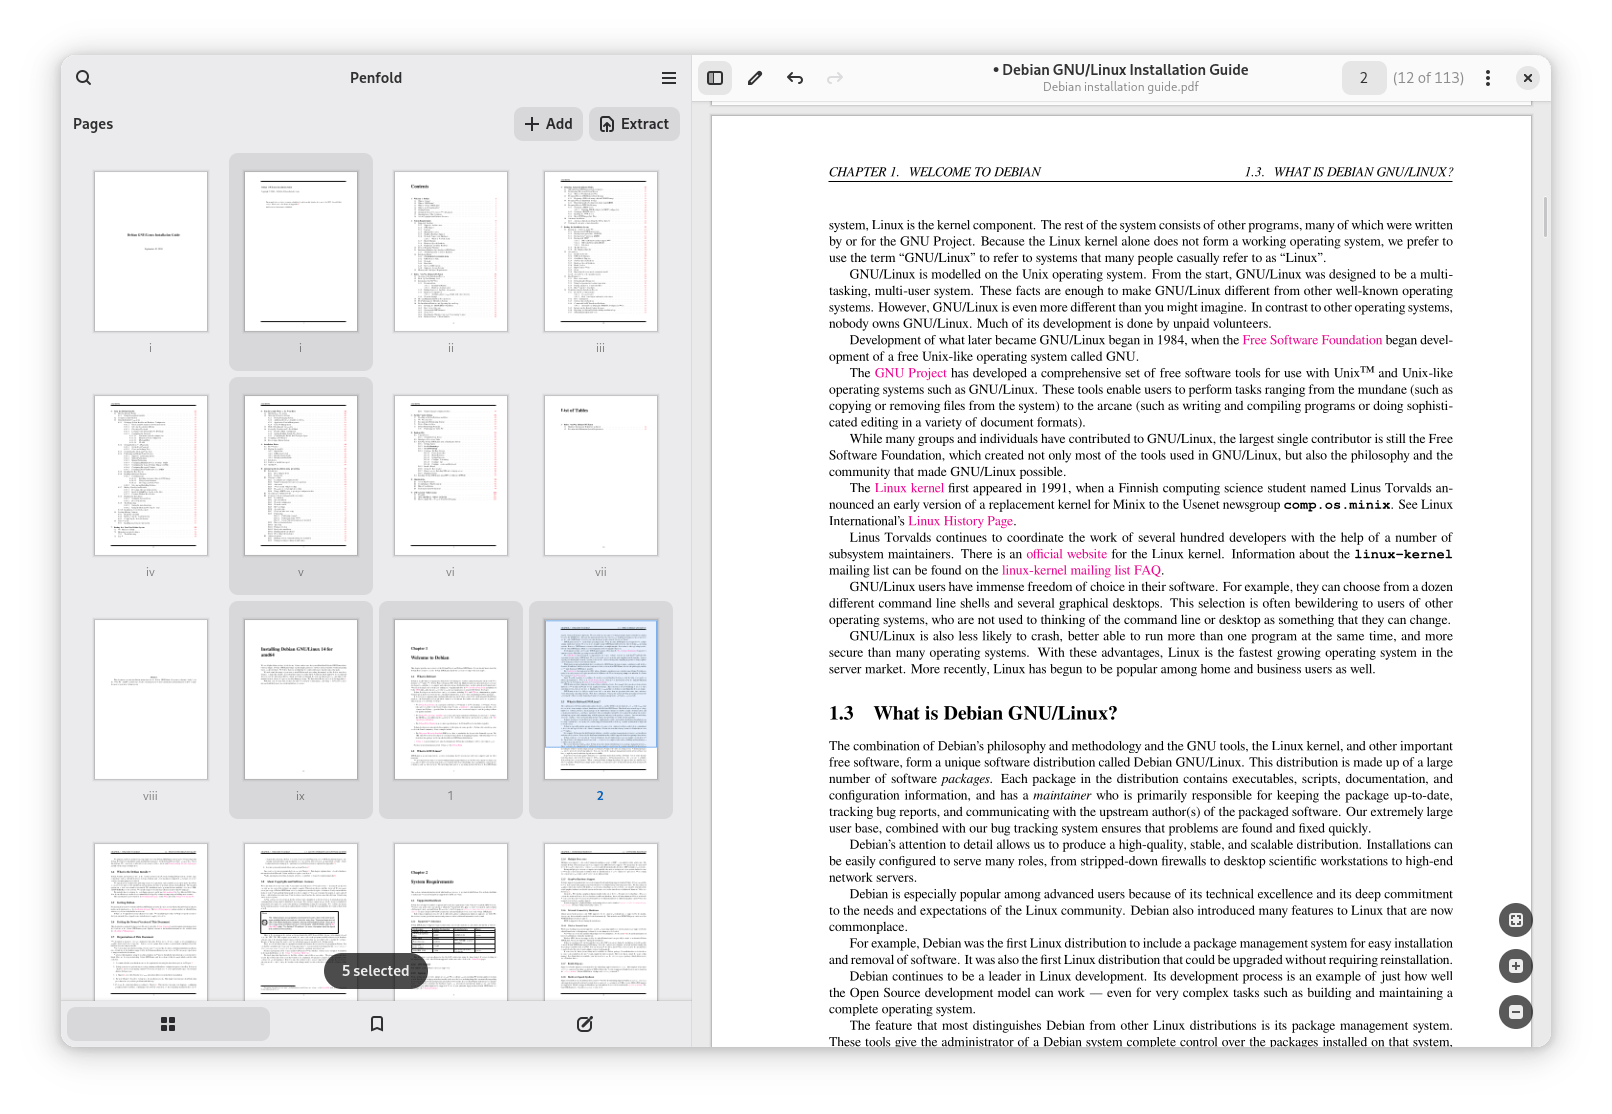 Penfold
Pages
Add
Extract
Debian GNU/Linux Installation Guide
i
i
Contents
ii
iii
iv
v
vi
List of Tables
vii
viii
Installing Debian GNU/Linux 14 for
amd64
ix
Chapter 1
Welcome to Debian
1
2
Chapter 2
System Requirements
5 selected
• Debian GNU/Linux Installation Guide
Debian installation guide.pdf
2 (12 of 113)
CHAPTER 1. WELCOME TO DEBIAN 1.3. WHAT IS DEBIAN GNU/LINUX?
system, Linux is the kernel component. The rest of the system consists of other programs, many of which were written
by or for the GNU Project. Because the Linux kernel alone does not form a working operating system, we prefer to
use the term “GNU/Linux” to refer to systems that many people casually refer to as “Linux”.
GNU/Linux is modelled on the Unix operating system. From the start, GNU/Linux was designed to be a multi-
tasking, multi-user system. These facts are enough to make GNU/Linux different from other well-known operating
systems. However, GNU/Linux is even more different than you might imagine. In contrast to other operating systems,
nobody owns GNU/Linux. Much of its development is done by unpaid volunteers.
Development of what later became GNU/Linux began in 1984, when the Free Software Foundation began devel-
opment of a free Unix-like operating system called GNU.
The GNU Project has developed a comprehensive set of free software tools for use with Unix™ and Unix-like
operating systems such as GNU/Linux. These tools enable users to perform tasks ranging from the mundane (such as
copying or removing files from the system) to the arcane (such as writing and compiling programs or doing sophisti-
cated editing in a variety of document formats).
While many groups and individuals have contributed to GNU/Linux, the largest single contributor is still the Free
Software Foundation, which created not only most of the tools used in GNU/Linux, but also the philosophy and the
community that made GNU/Linux possible.
The Linux kernel first appeared in 1991, when a Finnish computing science student named Linus Torvalds an-
nounced an early version of a replacement kernel for Minix to the Usenet newsgroup comp.os.minix. See Linux
International’s Linux History Page.
Linus Torvalds continues to coordinate the work of several hundred developers with the help of a number of
subsystem maintainers. There is an official website for the Linux kernel. Information about the linux-kernel
mailing list can be found on the linux-kernel mailing list FAQ.
GNU/Linux users have immense freedom of choice in their software. For example, they can choose from a dozen
different command line shells and several graphical desktops. This selection is often bewildering to users of other
operating systems, who are not used to thinking of the command line or desktop as something that they can change.
GNU/Linux is also less likely to crash, better able to run more than one program at the same time, and more
secure than many operating systems. With these advantages, Linux is the fastest growing operating system in the
server market. More recently, Linux has begun to be popular among home and business users as well.
1.3 What is Debian GNU/Linux?
The combination of Debian’s philosophy and methodology and the GNU tools, the Linux kernel, and other important
free software, form a unique software distribution called Debian GNU/Linux. This distribution is made up of a large
number of software packages. Each package in the distribution contains executables, scripts, documentation, and
configuration information, and has a maintainer who is primarily responsible for keeping the package up-to-date,
tracking bug reports, and communicating with the upstream author(s) of the packaged software. Our extremely large
user base, combined with our bug tracking system ensures that problems are found and fixed quickly.
Debian’s attention to detail allows us to produce a high-quality, stable, and scalable distribution. Installations can
be easily configured to serve many roles, from stripped-down firewalls to desktop scientific workstations to high-end
network servers.
Debian is especially popular among advanced users because of its technical excellence and its deep commitment
to the needs and expectations of the Linux community. Debian also introduced many features to Linux that are now
commonplace.
For example, Debian was the first Linux distribution to include a package management system for easy installation
and removal of software. It was also the first Linux distribution that could be upgraded without requiring reinstallation.
Debian continues to be a leader in Linux development. Its development process is an example of just how well
the Open Source development model can work — even for very complex tasks such as building and maintaining a
complete operating system.
The feature that most distinguishes Debian from other Linux distributions is its package management system.
These tools give the administrator of a Debian system complete control over the packages installed on that system,